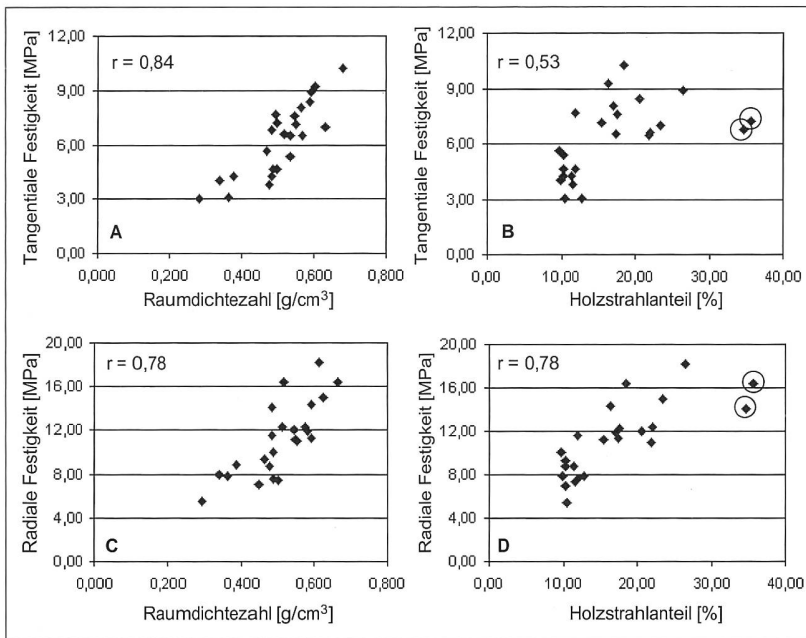 12,00
9,00
6,00
3,00
0,00
Tangentiale Festigkeit [MPa]
r = 0,84
A
0,000
0,200
0,400
0,600
0,800
Raumdichtezahl [g/cm³]
12,00
9,00
6,00
3,00
0,00
Tangentiale Festigkeit [MPa]
r = 0,53
B
0,00
10,00
20,00
30,00
40,00
Holzstrahlanteil [%]
20,00
16,00
12,00
8,00
4,00
0,00
Radiale Festigkeit [MPa]
r = 0,78
C
0,000
0,200
0,400
0,600
0,800
Raumdichtezahl [g/cm³]
20,00
16,00
12,00
8,00
4,00
0,00
Radiale Festigkeit [MPa]
r = 0,78
D
0,00
10,00
20,00
30,00
40,00
Holzstrahlanteil [%]